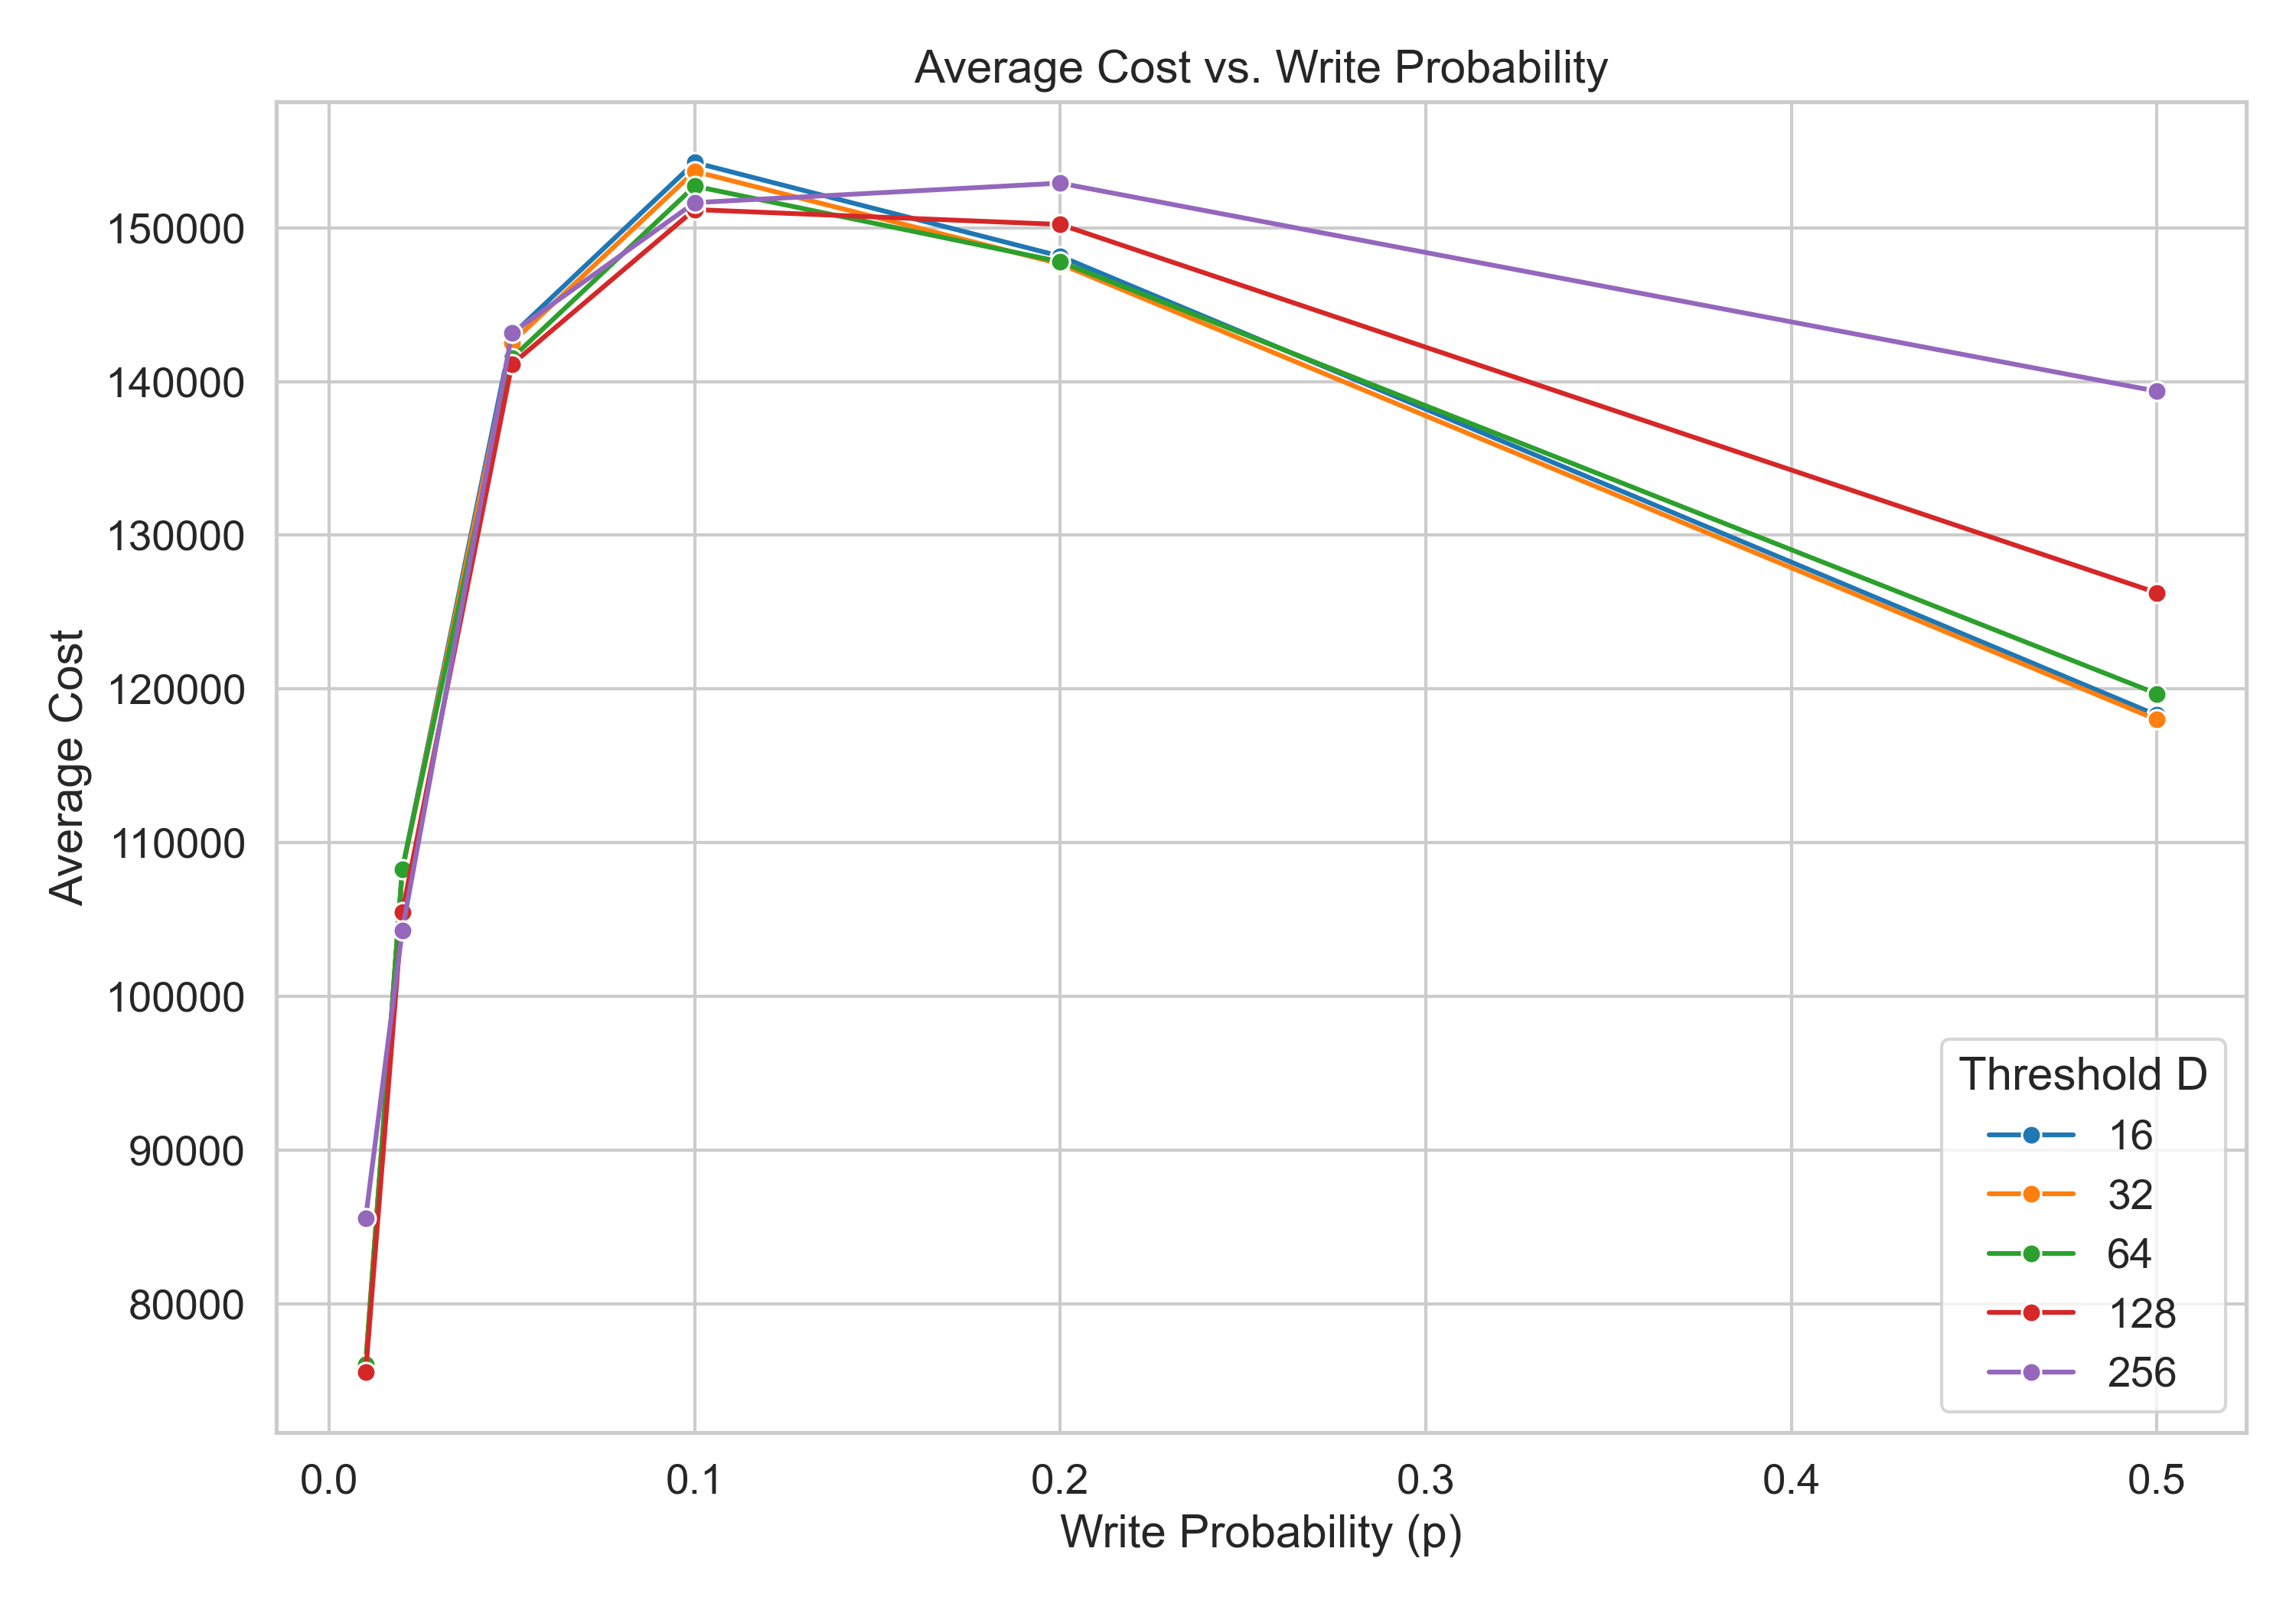 Average Cost vs. Write Probability
150000
140000
130000
120000
110000
100000
90000
80000
Average Cost
0.0 0.1 0.2 0.3 0.4 0.5
Write Probability (p)
Threshold D
16
32
64
128
256